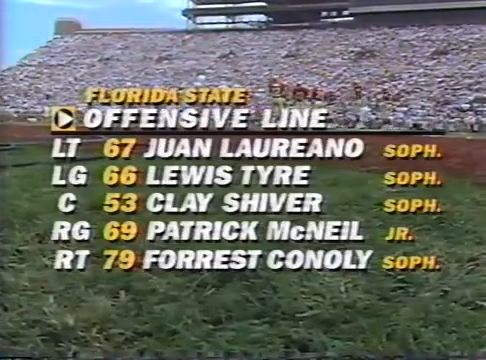 FLORIDA STATE
OFFENSIVE LINE
LT 67 JUAN LAUREANO SOPH.
LG 66 LEWIS TYRE SOPH.
C 53 CLAY SHIVER SOPH.
RG 69 PATRICK McNEIL JR.
RT 79 FORREST CONOLY SOPH.